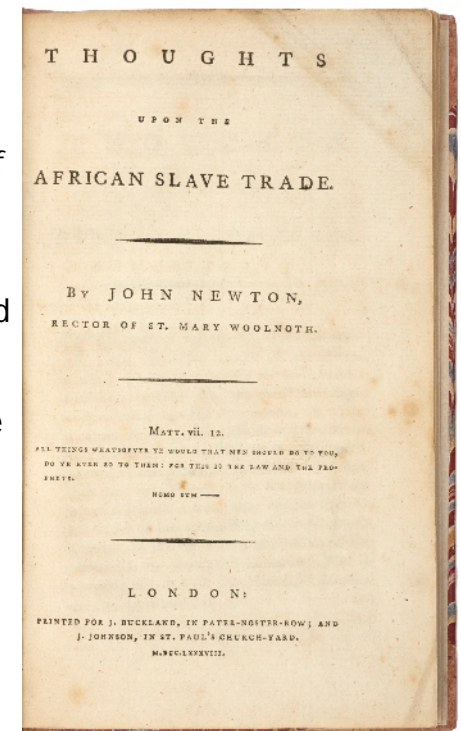 THOUGHTS
UPON THE
AFRICAN SLAVE TRADE.
BY JOHN NEWTON,
RECTOR OF ST. MARY WOOLNOTH.
MATT. vii. 12.
ALL THINGS WHATSOEVER YE WOULD THAT MEN SHOULD DO TO YOU,
DO YE EVEN SO TO THEM: FOR THIS IS THE LAW AND THE PRO-
PHETS.
HOMO SUM ——
LONDON:
PRINTED FOR J. BUCKLAND, IN PATER-NOSTER-ROW; AND
J. JOHNSON, IN ST. PAUL'S CHURCH-YARD.
M.DCC.LXXXVIII.